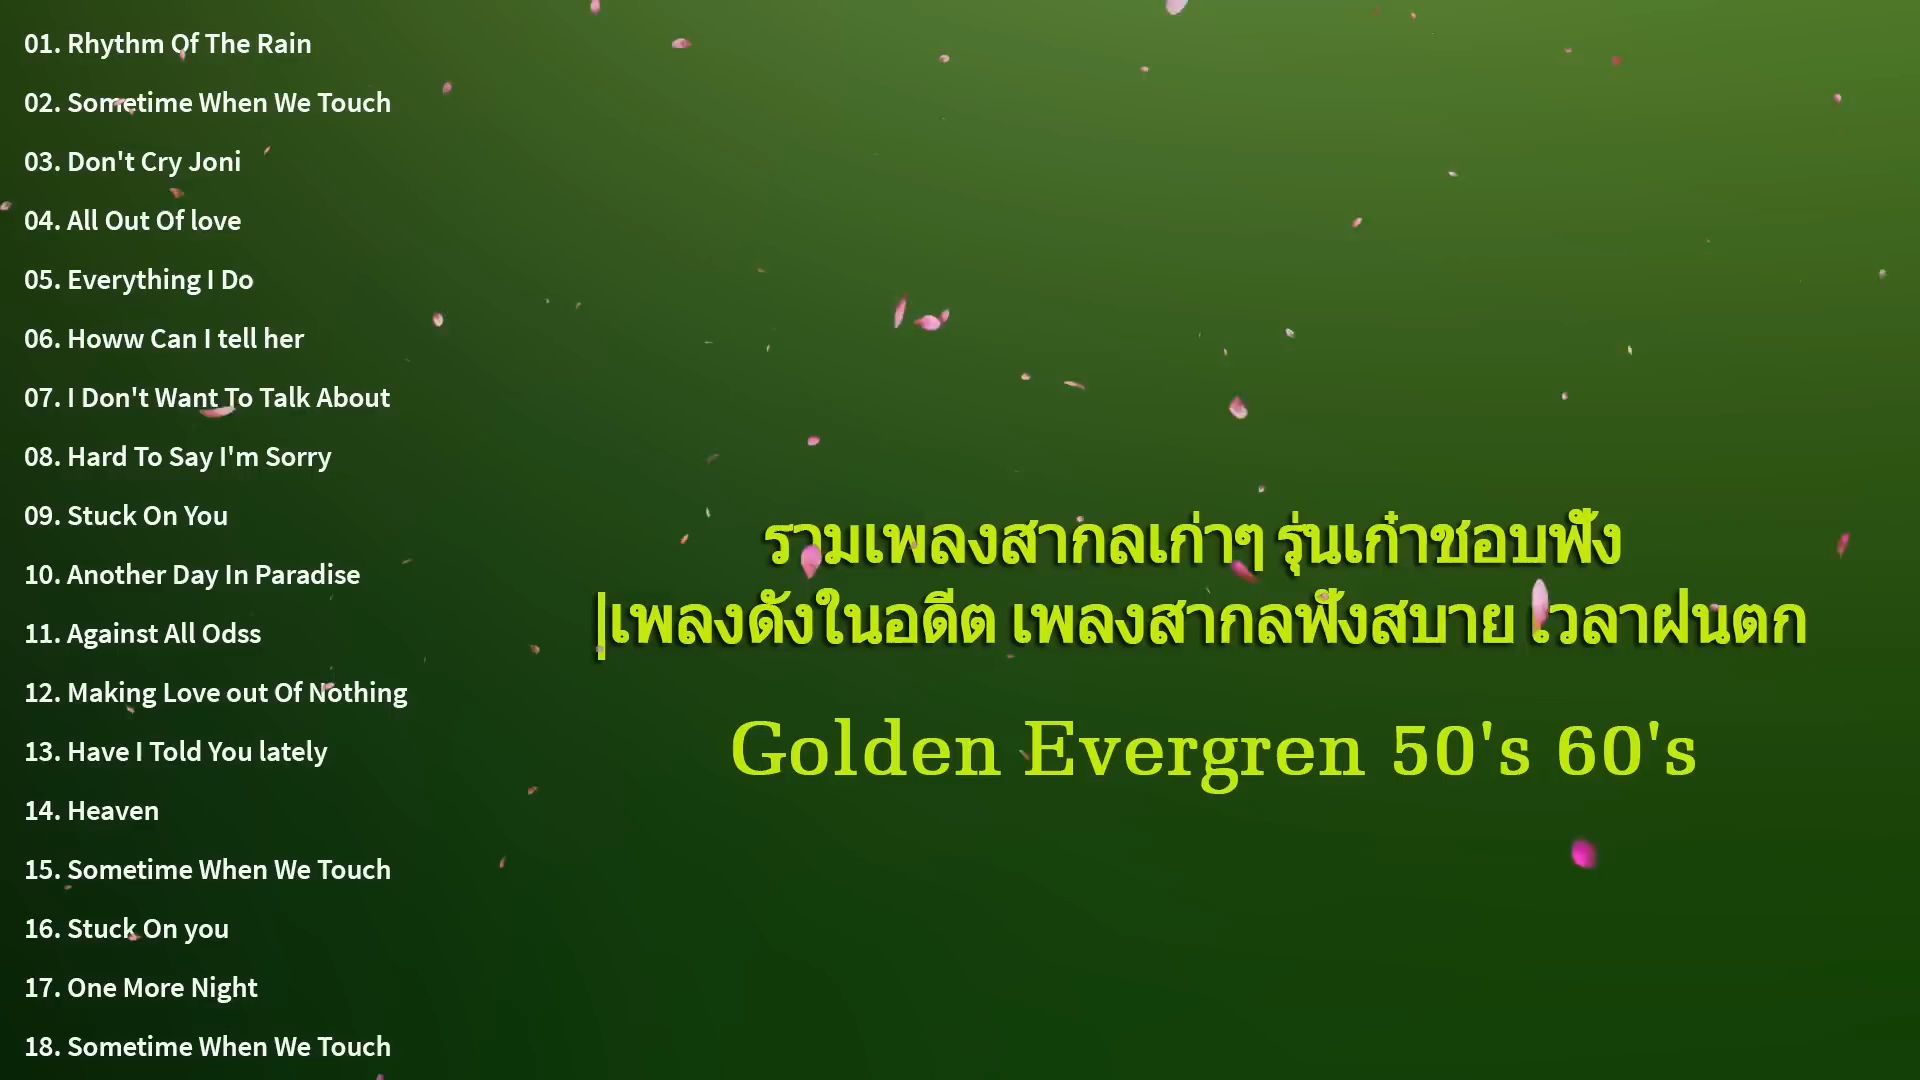 01. Rhythm Of The Rain
02. Sometime When We Touch
03. Don't Cry Joni
04. All Out Of love
05. Everything I Do
06. Howw Can I tell her
07. I Don't Want To Talk About
08. Hard To Say I'm Sorry
09. Stuck On You
10. Another Day In Paradise
11. Against All Odss
12. Making Love out Of Nothing
13. Have I Told You lately
14. Heaven
15. Sometime When We Touch
16. Stuck On you
17. One More Night
18. Sometime When We Touch
รวมเพลงสากลเก่าๆ รุ่นเก๋าชอบฟัง
|เพลงดังในอดีต เพลงสากลฟังสบาย เวลาฝนตก
Golden Evergren 50's 60's